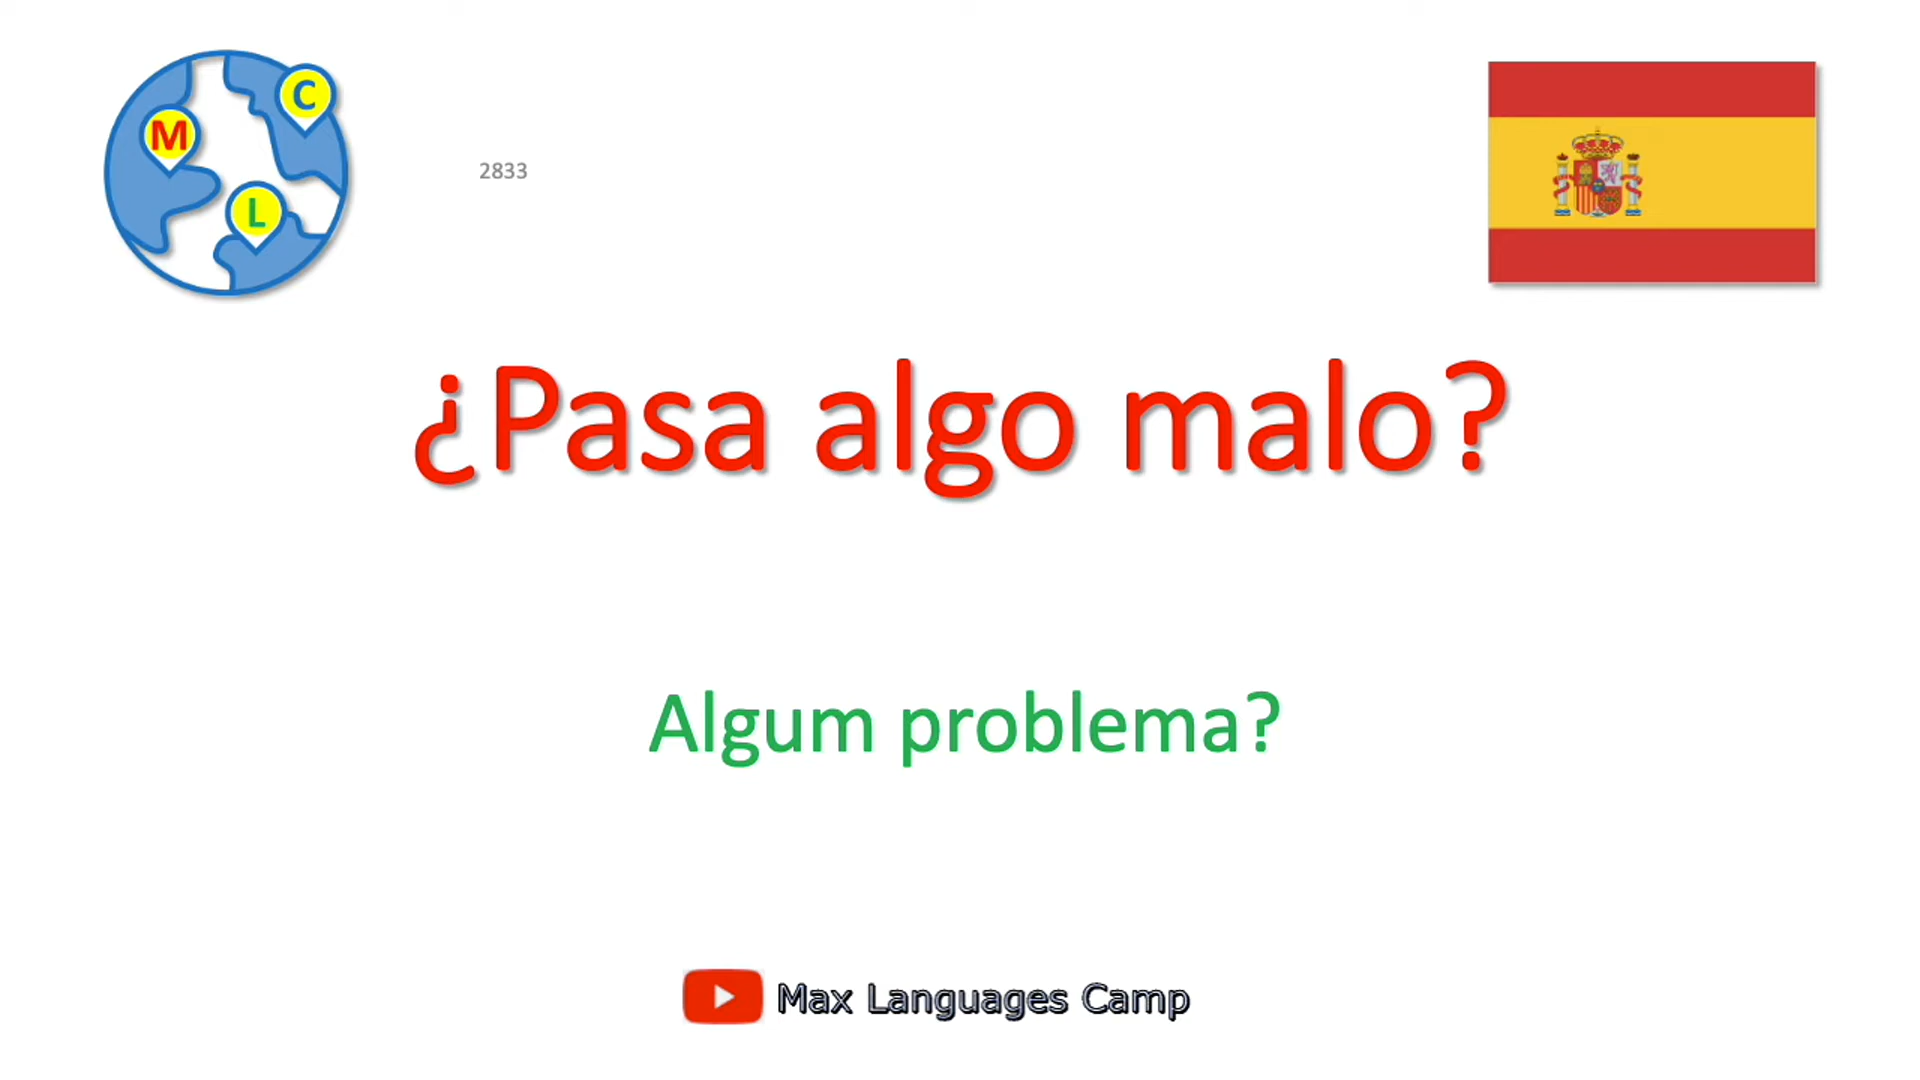 C
M
L
2833
¿Pasa algo malo?
Algum problema?
Max Languages Camp